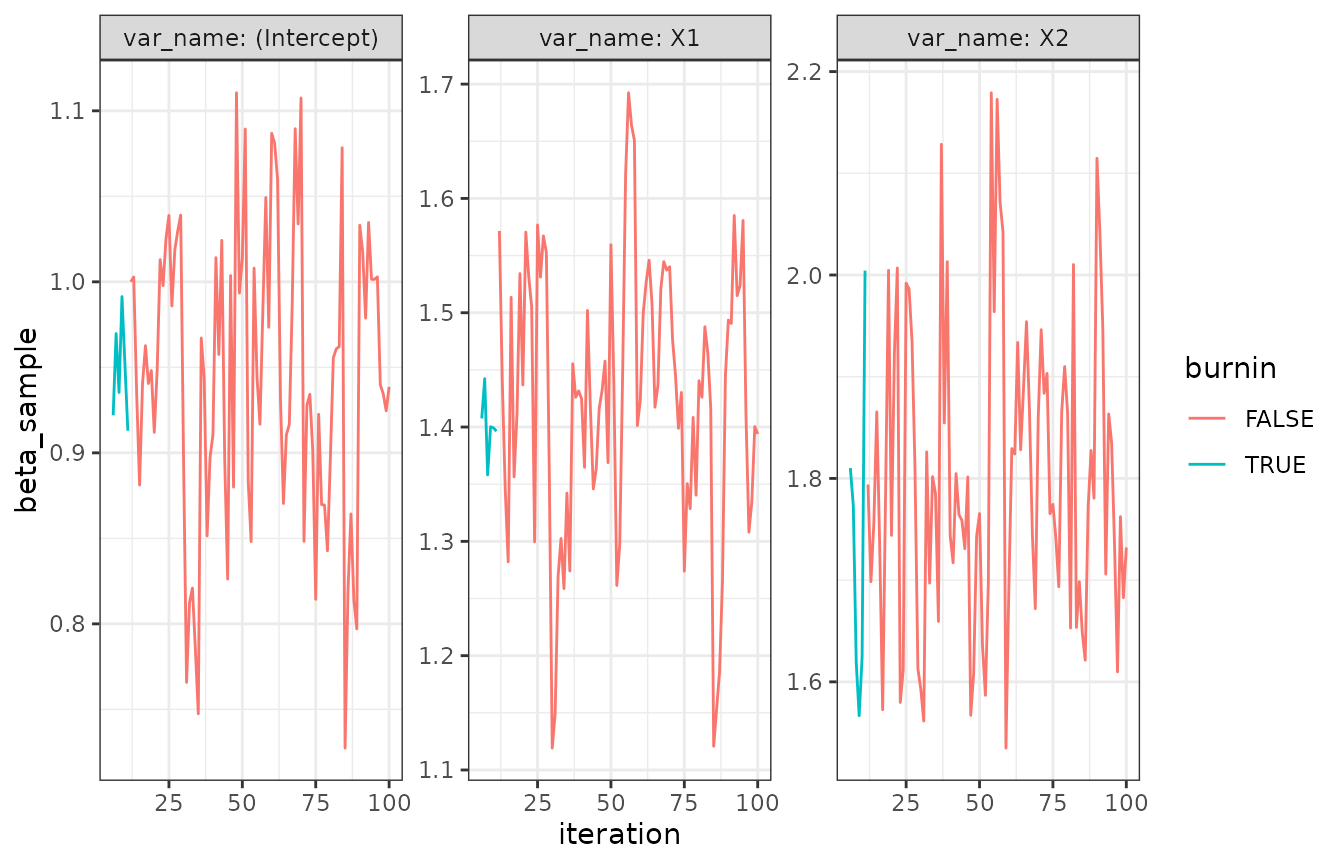 var_name: (Intercept)
var_name: X1
var_name: X2
beta_sample
1.1
1.0
0.9
0.8
1.7
1.6
1.5
1.4
1.3
1.2
1.1
2.2
2.0
1.8
1.6
25 50 75 100
25 50 75 100
25 50 75 100
iteration
burnin
FALSE
TRUE